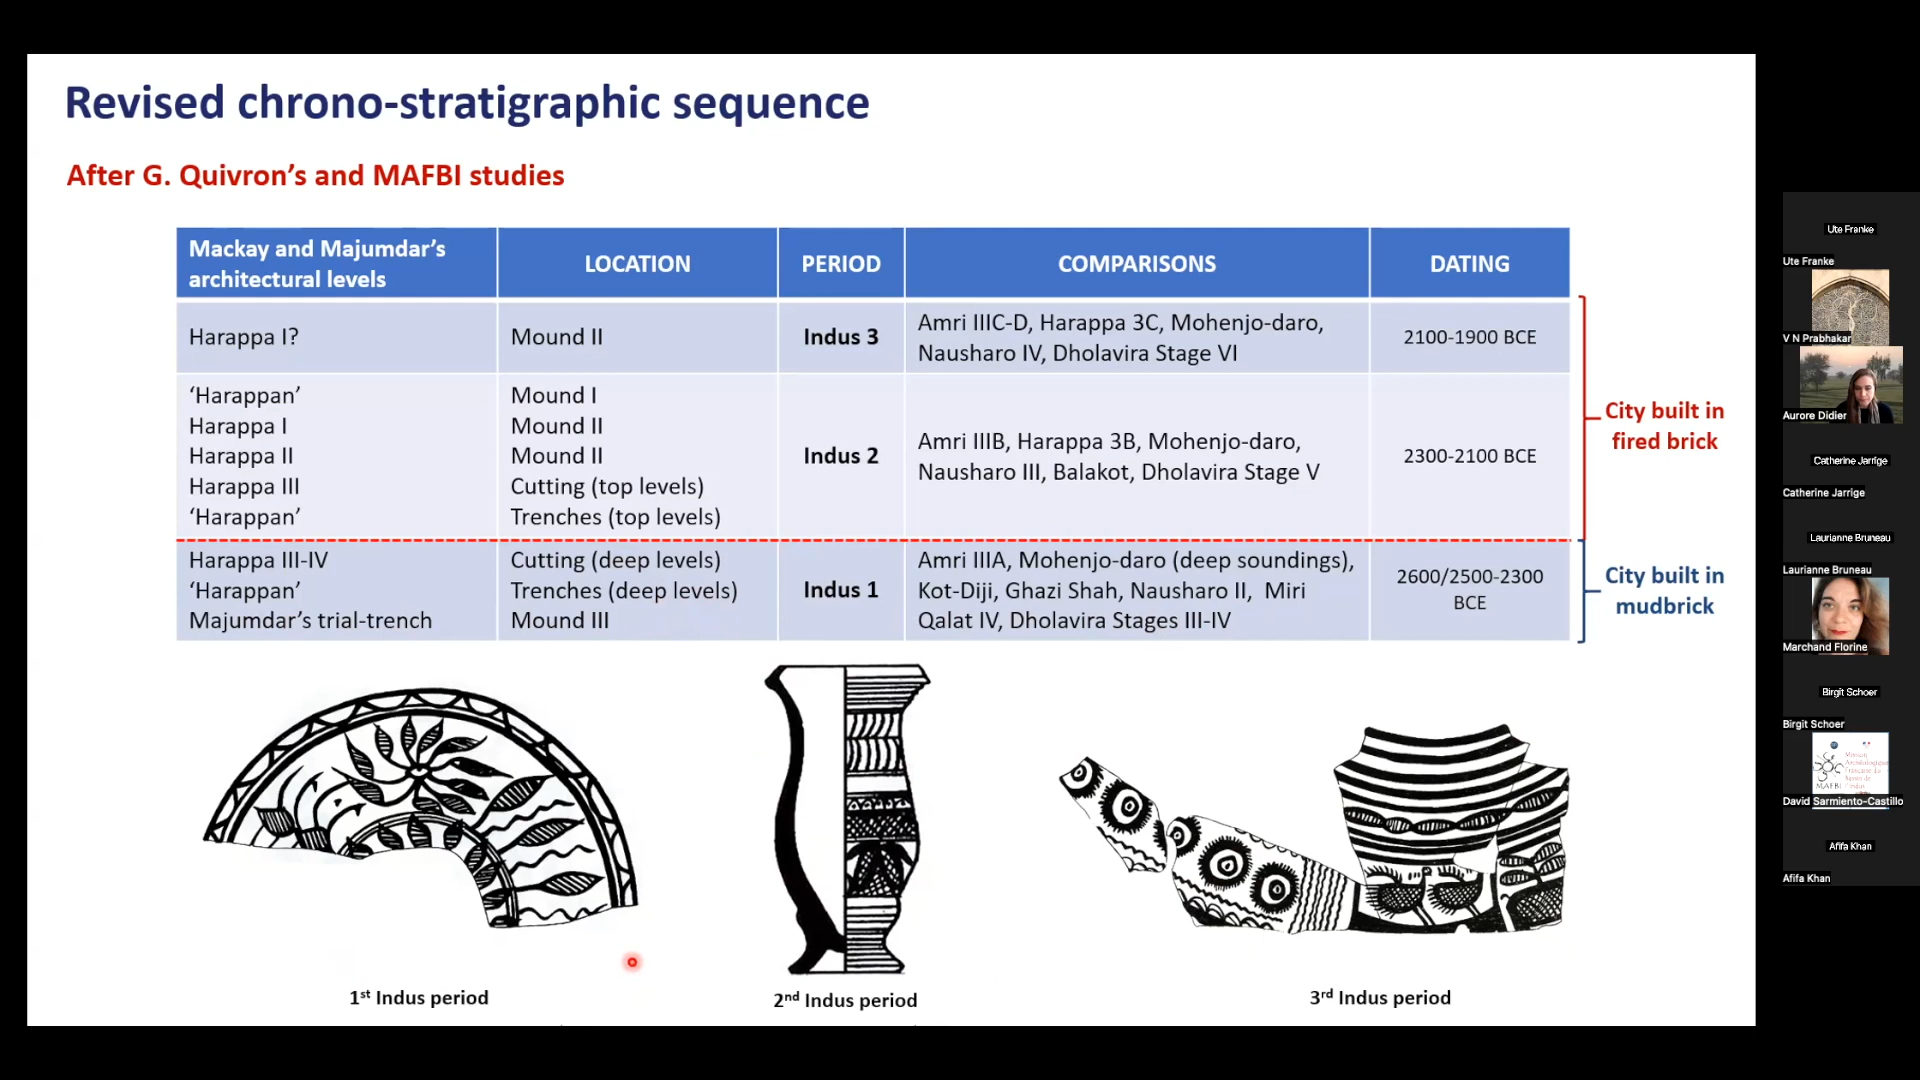 Revised chrono-stratigraphic sequence
After G. Quivron’s and MAFBI studies
Mackay and Majumdar’s
architectural levels
LOCATION
PERIOD
COMPARISONS
DATING
Harappa I?
Mound II
Indus 3
Amri IIIC-D, Harappa 3C, Mohenjo-daro,
Nausharo IV, Dholavira Stage VI
2100-1900 BCE
‘Harappan’
Harappa I
Harappa II
Harappa III
‘Harappan’
Mound I
Mound II
Mound II
Cutting (top levels)
Trenches (top levels)
Indus 2
Amri IIIB, Harappa 3B, Mohenjo-daro,
Nausharo III, Balakot, Dholavira Stage V
2300-2100 BCE
Harappa III-IV
‘Harappan’
Majumdar’s trial-trench
Cutting (deep levels)
Trenches (deep levels)
Mound III
Indus 1
Amri IIIA, Mohenjo-daro (deep soundings),
Kot-Diji, Ghazi Shah, Nausharo II, Miri
Qalat IV, Dholavira Stages III-IV
2600/2500-2300
BCE
City built in
fired brick
City built in
mudbrick
1st Indus period
2nd Indus period
3rd Indus period
Ute Franke
Ute Franke
V N Prabhakar
Aurore Didier
Catherine Jarrige
Catherine Jarrige
Laurianne Bruneau
Laurianne Bruneau
Marchand Florine
Birgit Schoer
Birgit Schoer
MAFBI
David Sarmiento-Castillo
Afifa Khan
Afifa Khan